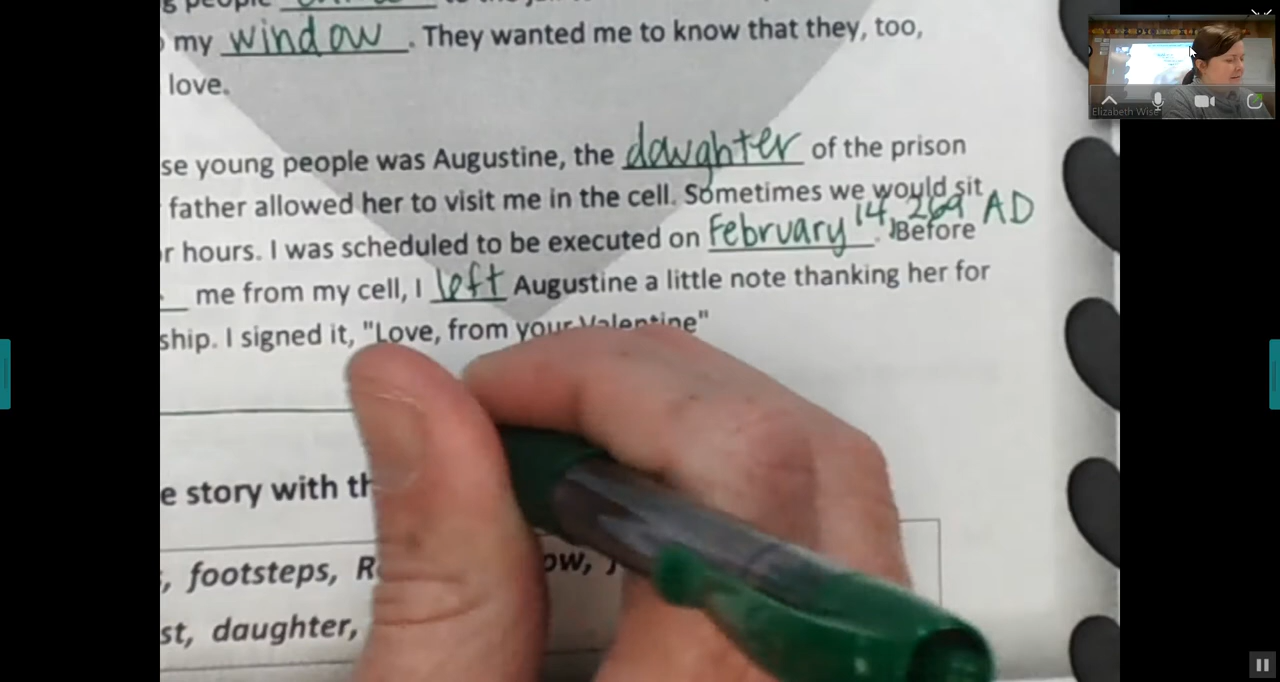 g people
my window. They wanted me to know that they, too,
love.
se young people was Augustine, the daughter of the prison
father allowed her to visit me in the cell. Sometimes we would sit
r hours. I was scheduled to be executed on February 14, 269 AD. Before
me from my cell, I left Augustine a little note thanking her for
ship. I signed it, "Love, from your Valentine"
e story with th
, footsteps, R ow,
st, daughter,
Elizabeth Wise